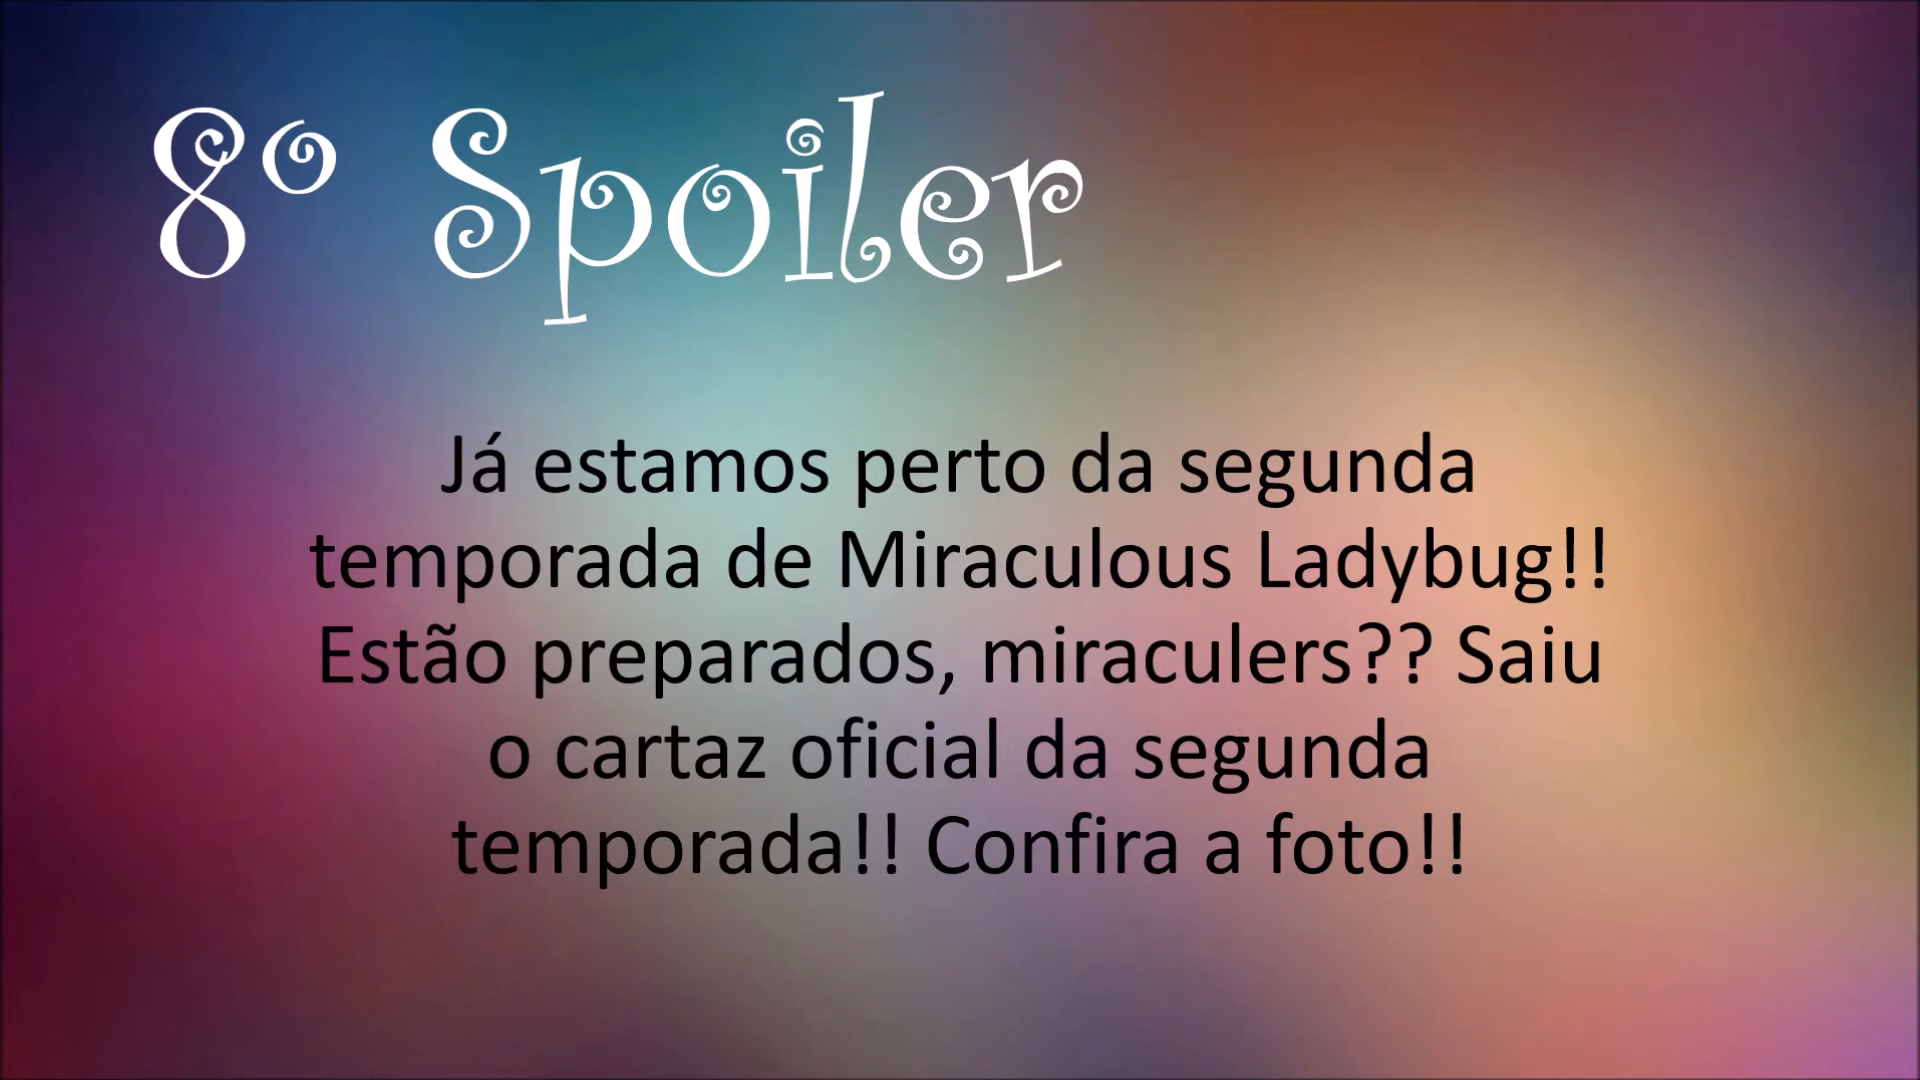 8º Spoiler
Já estamos perto da segunda
temporada de Miraculous Ladybug!!
Estão preparados, miraculers?? Saiu
o cartaz oficial da segunda
temporada!! Confira a foto!!